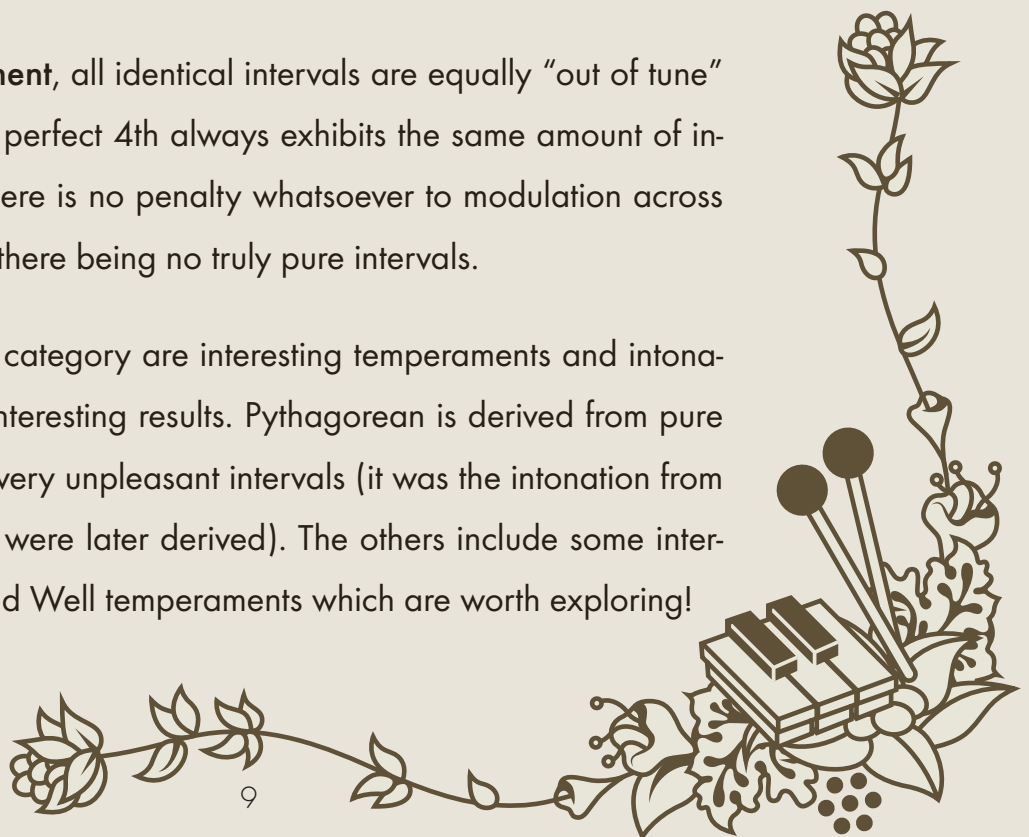 ment, all identical intervals are equally “out of tune”
perfect 4th always exhibits the same amount of in-
ere is no penalty whatsoever to modulation across
there being no truly pure intervals.
category are interesting temperaments and intona-
nteresting results. Pythagorean is derived from pure
very unpleasant intervals (it was the intonation from
were later derived). The others include some inter-
d Well temperaments which are worth exploring!
9